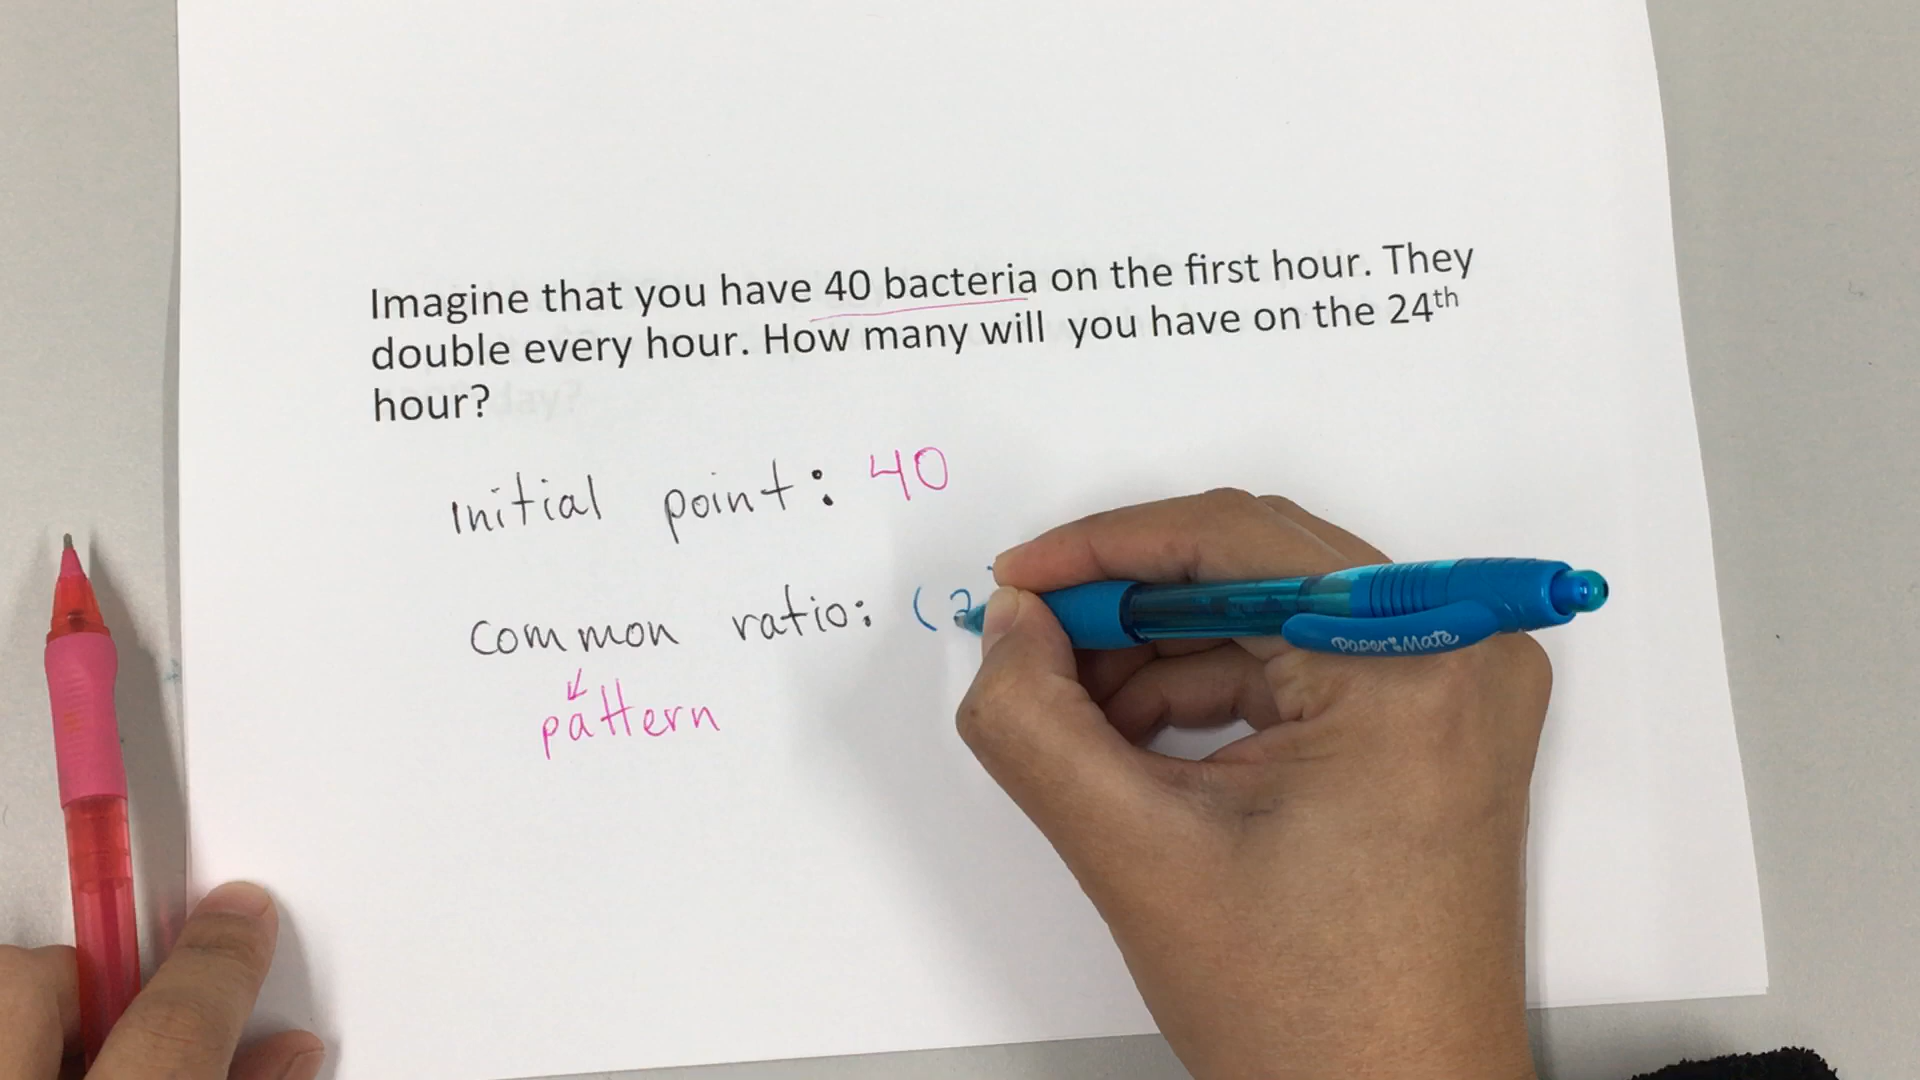 Imagine that you have 40 bacteria on the first hour. They
double every hour. How many will you have on the 24th
hour?
initial point: 40
common ratio: (2
pattern
Paper Mate